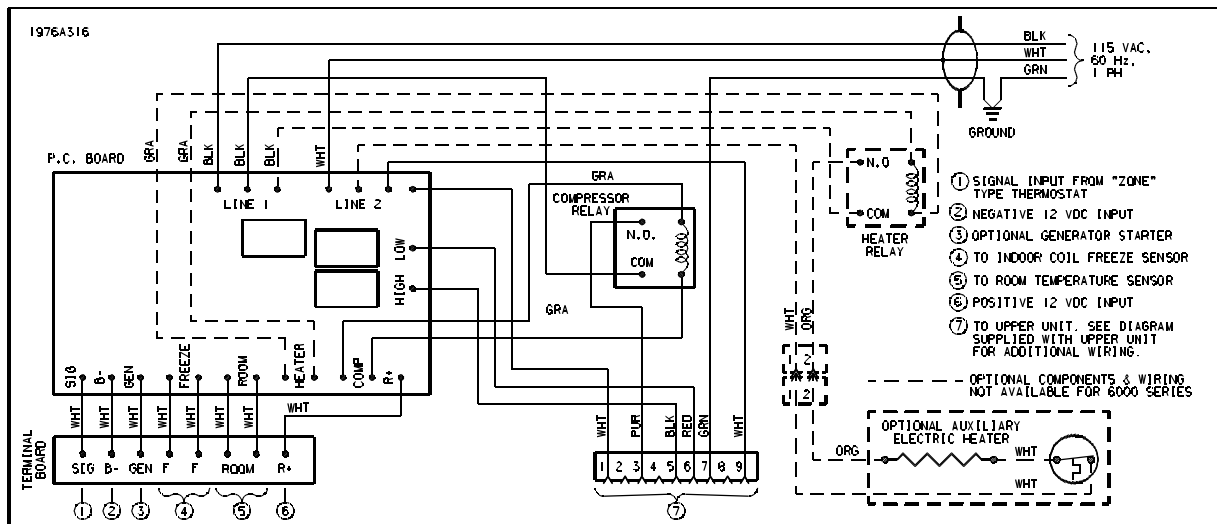 1976A316
BLK
WHT
GRN
115 VAC.
60 Hz.
1 PH
GROUND
P.C. BOARD
GRA
GRA
BLK
BLK
BLK
WHT
LINE 1
LINE 2
LOW
HIGH
GRA
COMPRESSOR
RELAY
N.O.
COM
GRA
N.O
COM
HEATER
RELAY
① SIGNAL INPUT FROM "ZONE"
TYPE THERMOSTAT
② NEGATIVE 12 VDC INPUT
③ OPTIONAL GENERATOR STARTER
④ TO INDOOR COIL FREEZE SENSOR
⑤ TO ROOM TEMPERATURE SENSOR
⑥ POSITIVE 12 VDC INPUT
⑦ TO UPPER UNIT. SEE DIAGRAM
SUPPLIED WITH UPPER UNIT
FOR ADDITIONAL WIRING.
OPTIONAL COMPONENTS & WIRING
NOT AVAILABLE FOR 6000 SERIES
WHT
ORG
1 2
1 2
SIG
B-
GEN
FREEZE
ROOM
HEATER
COMP
R+
WHT
WHT
WHT
WHT
WHT
WHT
WHT
WHT
TERMINAL
BOARD
SIG B- GEN F F ROOM R+
① ② ③ ④ ⑤ ⑥
WHT
PUR
BLK
RED
GRN
WHT
1 2 3 4 5 6 7 8 9
⑦
OPTIONAL AUXILIARY
ELECTRIC HEATER
ORG
WHT
WHT